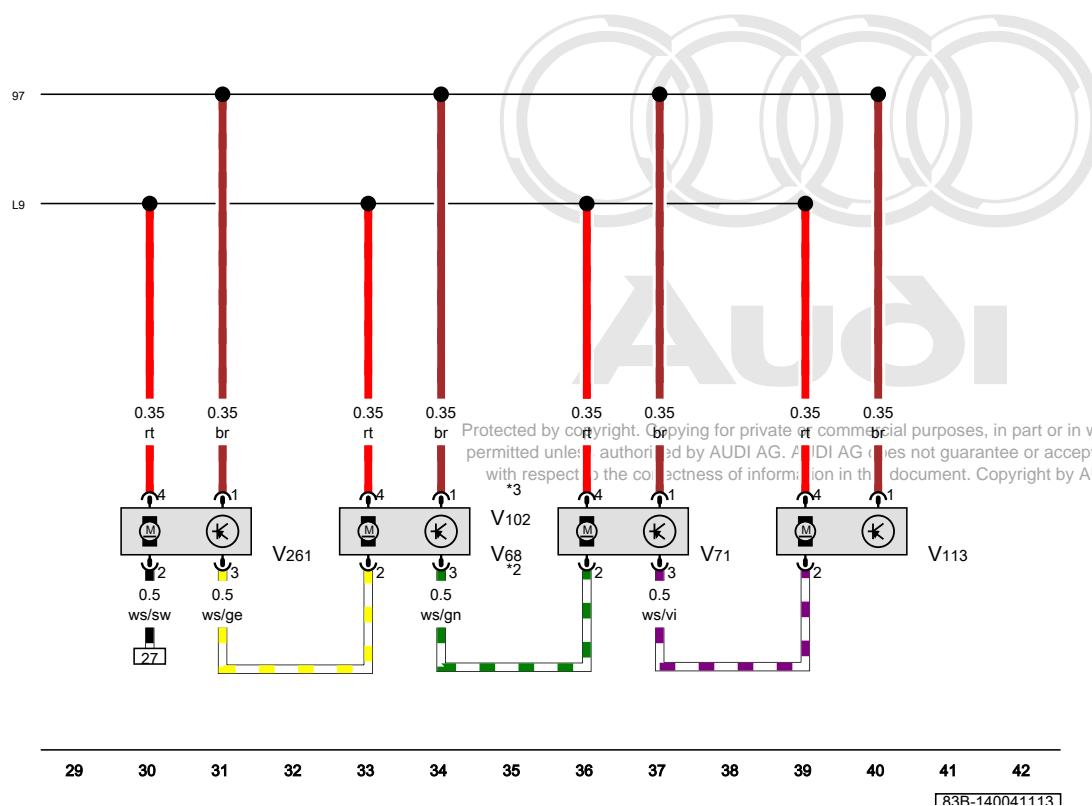 97
L9
AUDI
0.35 0.35 0.35 0.35 0.35 0.35 0.35 0.35
rt br rt br rt br rt br
Protected by copyright. Copying for private or commercial purposes, in part or in
permitted unless authorised by AUDI AG. AUDI AG does not guarantee or accept
with respect to the correctness of information in this document. Copyright by A
*3
4 1 4 1 4 1 4 1
V102
M M M M
V261 V68 V71 V113
*2
2 3 2 3 2 3 2
0.5 0.5 0.5 0.5
ws/sw ws/ge ws/gn ws/vi
27
29 30 31 32 33 34 35 36 37 38 39 40 41 42
83B-140041113